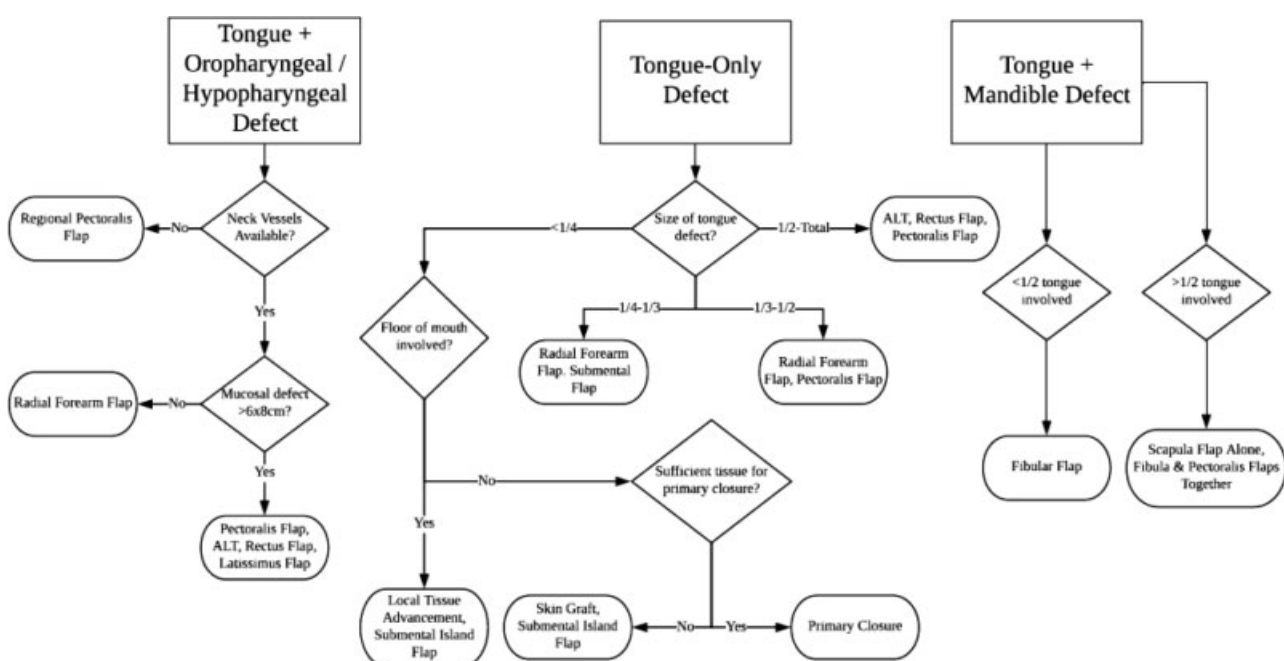 Tongue +
Oropharyngeal /
Hypopharyngeal
Defect
Neck Vessels
Available?
No
Regional Pectoralis
Flap
Yes
Mucosal defect
>6x8cm?
No
Radial Forearm Flap
Yes
Pectoralis Flap,
ALT, Rectus Flap,
Latissimus Flap
Tongue-Only
Defect
Size of tongue
defect?
<1/4
1/2-Total
ALT, Rectus Flap,
Pectoralis Flap
1/4-1/3
1/3-1/2
Radial Forearm
Flap. Submental
Flap
Radial Forearm
Flap, Pectoralis Flap
Floor of mouth
involved?
No
Yes
Local Tissue
Advancement,
Submental Island
Flap
Sufficient tissue for
primary closure?
No
Yes
Skin Graft,
Submental Island
Flap
Primary Closure
Tongue +
Mandible Defect
<1/2 tongue
involved
>1/2 tongue
involved
Fibular Flap
Scapula Flap Alone,
Fibula & Pectoralis Flaps
Together